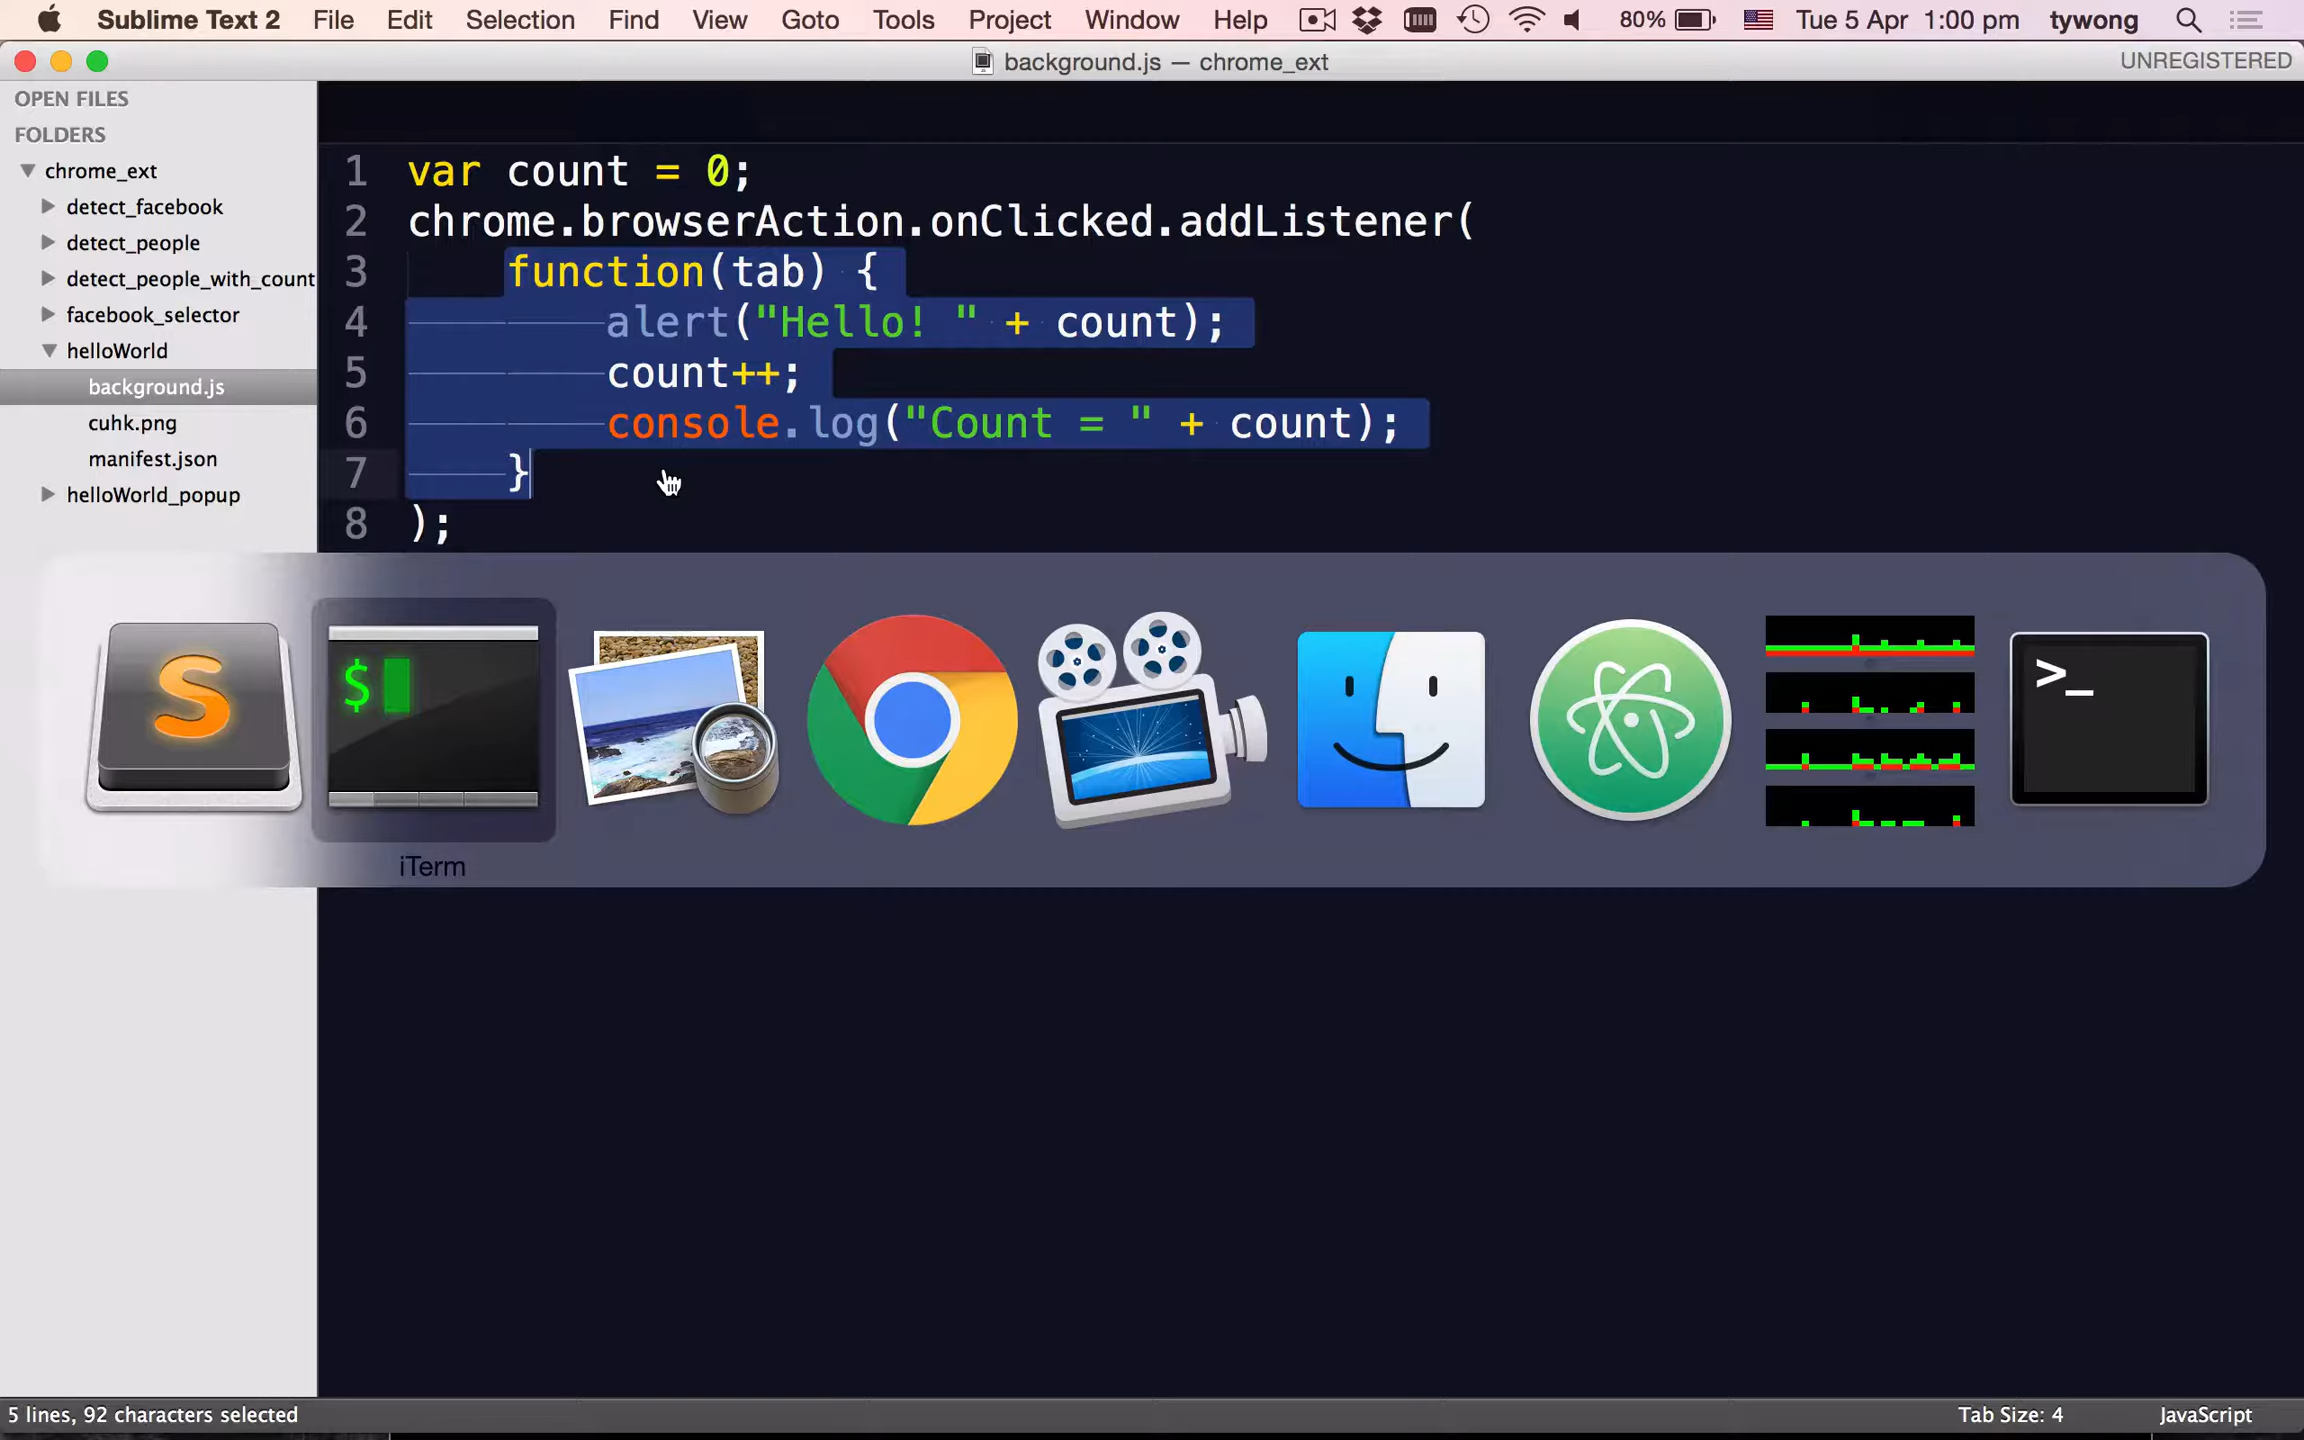 Sublime Text 2 File Edit Selection Find View Goto Tools Project Window Help 80% Tue 5 Apr 1:00 pm tywong
background.js — chrome_ext
UNREGISTERED
OPEN FILES
FOLDERS
chrome_ext
detect_facebook
detect_people
detect_people_with_count
facebook_selector
helloWorld
background.js
cuhk.png
manifest.json
helloWorld_popup
1 var count = 0;
2 chrome.browserAction.onClicked.addListener(
3 function(tab) {
4 alert("Hello! " + count);
5 count++;
6 console.log("Count = " + count);
7 }
8 );
S
$
>_
iTerm
5 lines, 92 characters selected
Tab Size: 4
JavaScript